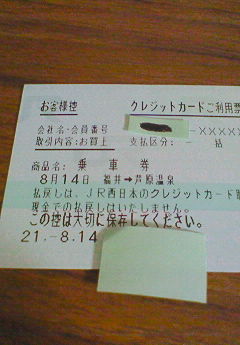 お客様控 クレジットカードご利用票
会社名・会員番号 -XXXXX
取引内容:お買上 支払区分: - 括
商品名: 乗車券
8月14日 福井→芦原温泉
払戻しは、JR西日本のクレジットカード
現金での払戻しはいたしません。
この控は大切に保存してください。
21.-8.14